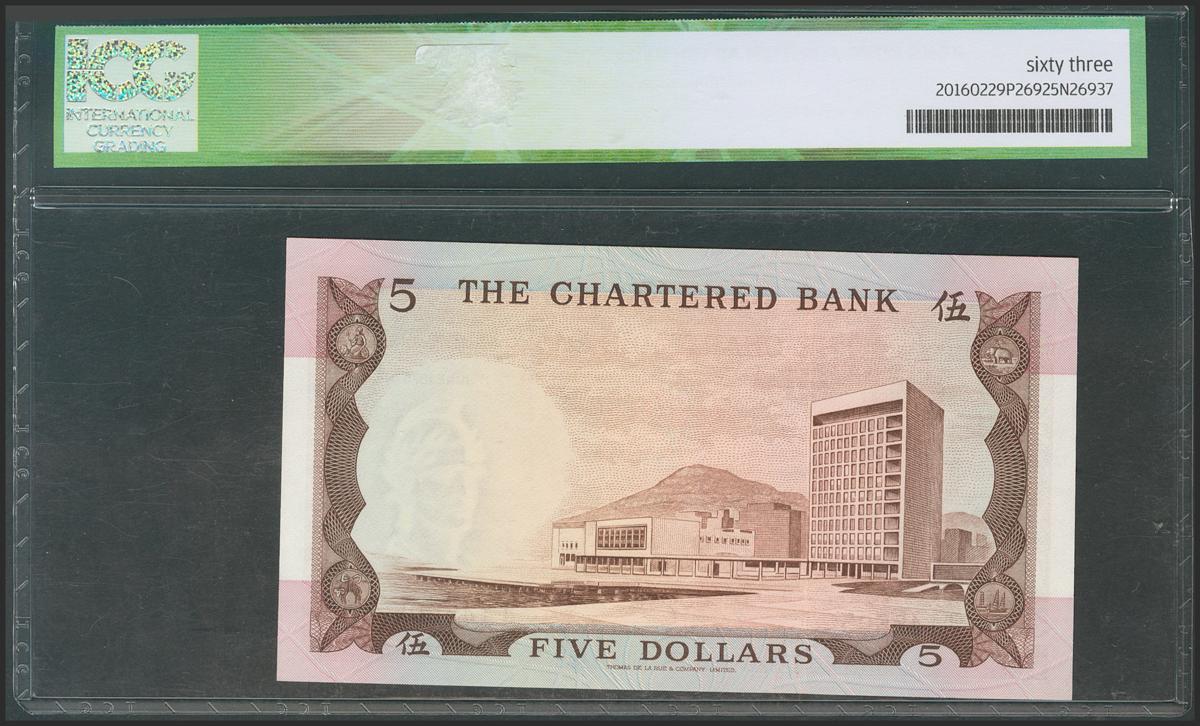 ICG
INTERNATIONAL
CURRENCY
GRADING
sixty three
20160229P26925N26937
5 THE CHARTERED BANK 伍
伍 FIVE DOLLARS 5
THOMAS DE LA RUE & COMPANY, LIMITED.